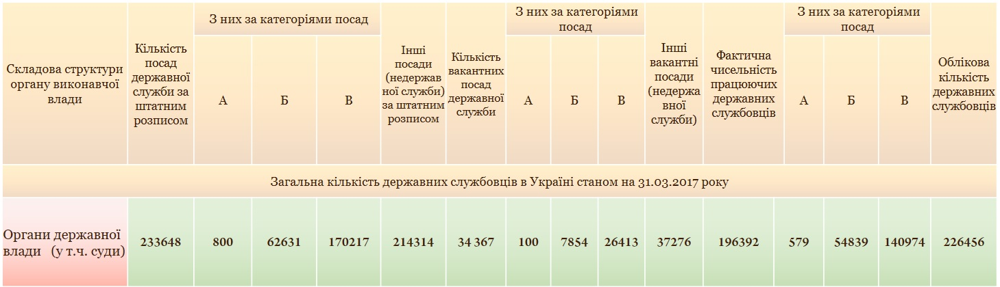 Складова структури
органу виконавчої
влади
Кількість
посад
державної
служби за
штатним
розписом
З них за категоріями посад
А
Б
В
Інші
посади
(недержав
ної служби)
за штатним
розписом
Кількість
вакантних
посад
державної
служби
З них за категоріями
посад
А
Б
В
Інші
вакантні
посади
(недержа
вної
служби)
Фактична
чисельність
працюючих
державних
службовців
З них за категоріями
посад
А
Б
В
Облікова
кількість
державних
службовців
Загальна кількість державних службовців в Україні станом на 31.03.2017 року
Органи державної
влади (у т.ч. суди)
233648
800
62631
170217
214314
34 367
100
7854
26413
37276
196392
579
54839
140974
226456